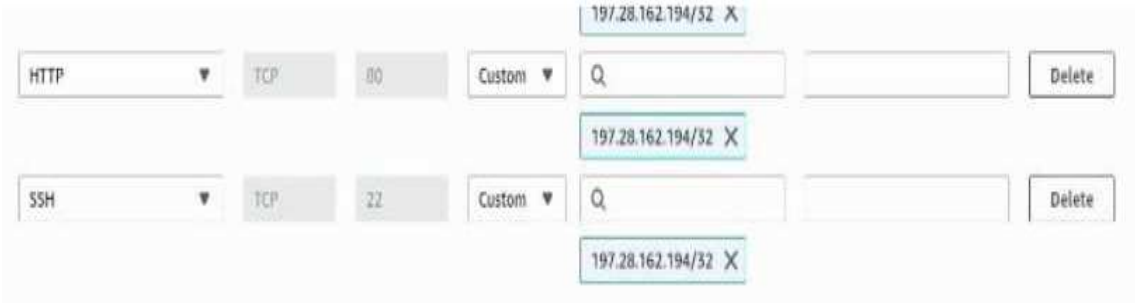 197.28.162.194/32 X
HTTP ▼ TCP 80 Custom ▼ Delete
197.28.162.194/32 X
SSH ▼ TCP 22 Custom ▼ Delete
197.28.162.194/32 X